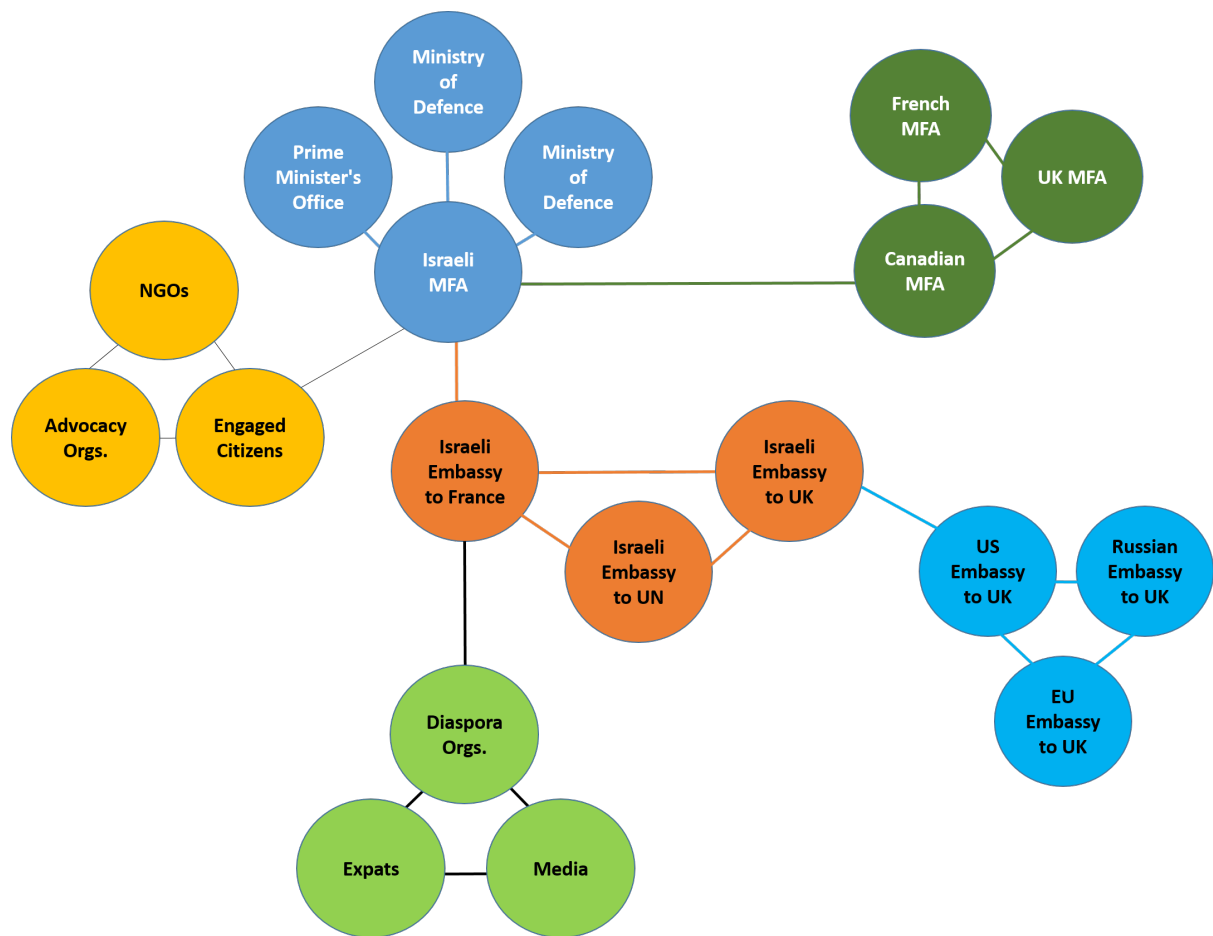 Ministry
of
Defence
Prime
Minister's
Office
Ministry
of
Defence
Israeli
MFA
French
MFA
UK MFA
Canadian
MFA
NGOs
Advocacy
Orgs.
Engaged
Citizens
Israeli
Embassy
to France
Israeli
Embassy
to UK
Israeli
Embassy
to UN
US
Embassy
to UK
Russian
Embassy
to UK
EU
Embassy
to UK
Diaspora
Orgs.
Expats
Media